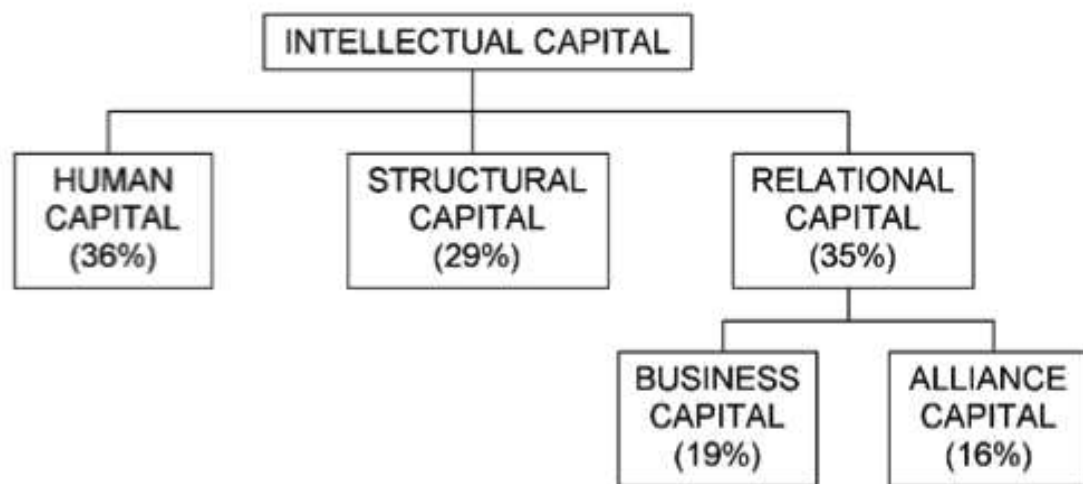 INTELLECTUAL CAPITAL
HUMAN
CAPITAL
(36%)
STRUCTURAL
CAPITAL
(29%)
RELATIONAL
CAPITAL
(35%)
BUSINESS
CAPITAL
(19%)
ALLIANCE
CAPITAL
(16%)